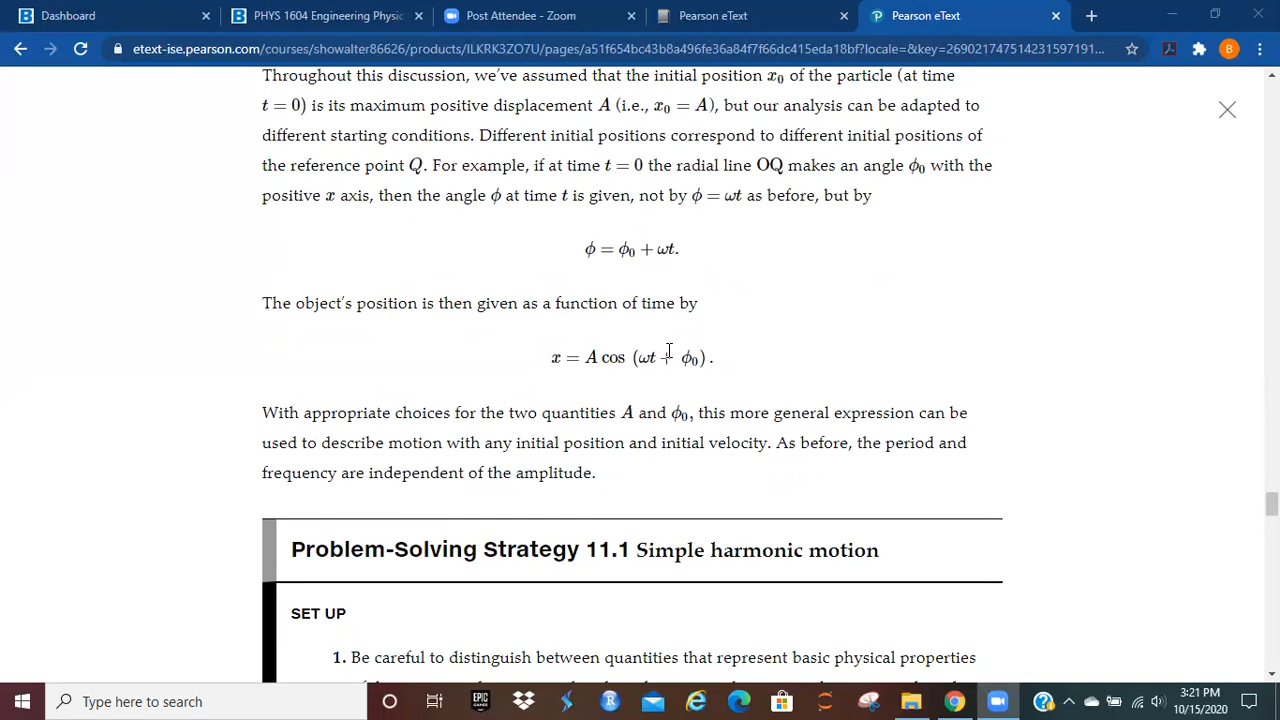 Dashboard
PHYS 1604 Engineering Physic
Post Attendee - Zoom
Pearson eText
Pearson eText
etext-ise.pearson.com/courses/showalter86626/products/ILKRK3ZO7U/pages/a51f654bc43b8a496fe36a84f7f66dc415eda18bf?locale=&key=269021747514231597191...
Throughout this discussion, we've assumed that the initial position x₀ of the particle (at time
t = 0) is its maximum positive displacement A (i.e., x₀ = A), but our analysis can be adapted to
different starting conditions. Different initial positions correspond to different initial positions of
the reference point Q. For example, if at time t = 0 the radial line OQ makes an angle ϕ₀ with the
positive x axis, then the angle ϕ at time t is given, not by ϕ = ωt as before, but by
ϕ = ϕ₀ + ωt.
The object's position is then given as a function of time by
x = A cos (ωt + ϕ₀) .
With appropriate choices for the two quantities A and ϕ₀, this more general expression can be
used to describe motion with any initial position and initial velocity. As before, the period and
frequency are independent of the amplitude.
Problem-Solving Strategy 11.1 Simple harmonic motion
SET UP
1. Be careful to distinguish between quantities that represent basic physical properties
Type here to search
EPIC GAMES
3:21 PM
10/15/2020